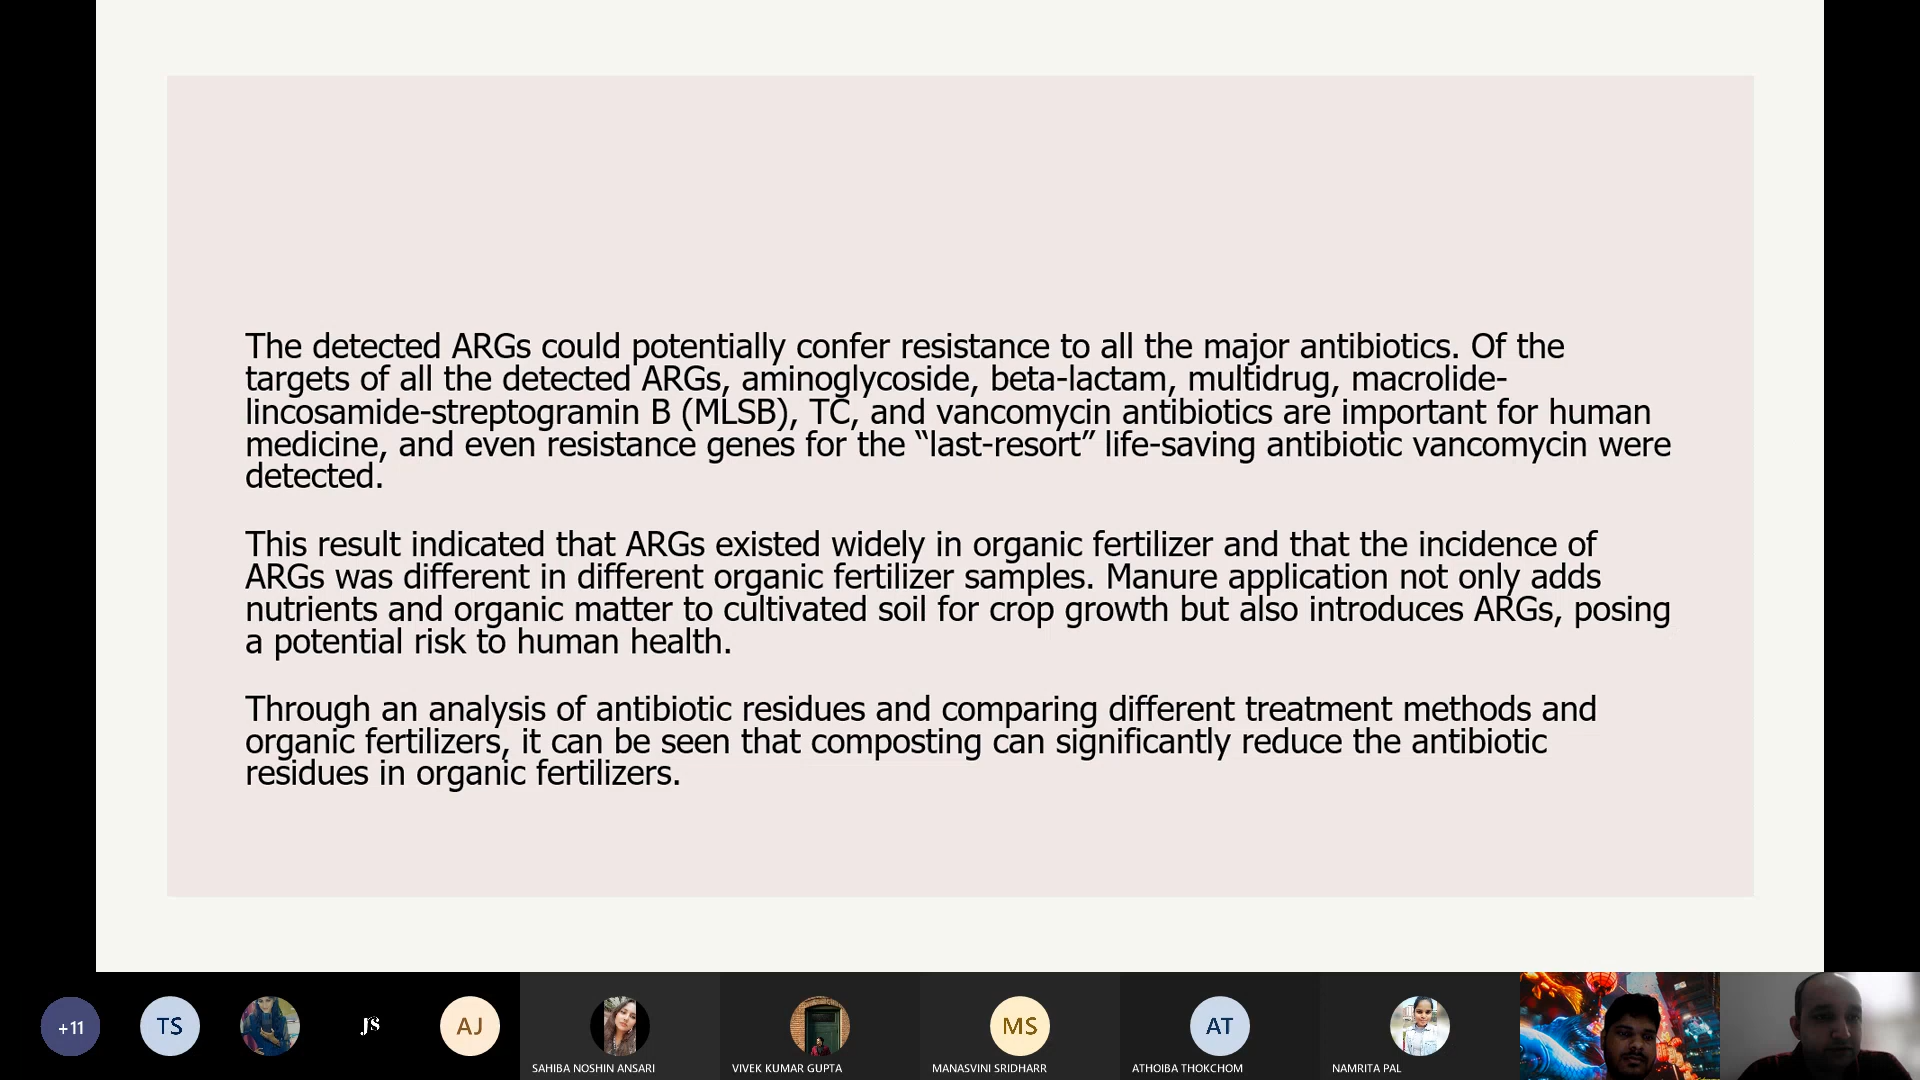 The detected ARGs could potentially confer resistance to all the major antibiotics. Of the
targets of all the detected ARGs, aminoglycoside, beta-lactam, multidrug, macrolide-
lincosamide-streptogramin B (MLSB), TC, and vancomycin antibiotics are important for human
medicine, and even resistance genes for the “last-resort” life-saving antibiotic vancomycin were
detected.
This result indicated that ARGs existed widely in organic fertilizer and that the incidence of
ARGs was different in different organic fertilizer samples. Manure application not only adds
nutrients and organic matter to cultivated soil for crop growth but also introduces ARGs, posing
a potential risk to human health.
Through an analysis of antibiotic residues and comparing different treatment methods and
organic fertilizers, it can be seen that composting can significantly reduce the antibiotic
residues in organic fertilizers.
+11
TS
JS
AJ
MS
AT
SAHIBA NOSHIN ANSARI
VIVEK KUMAR GUPTA
MANASVINI SRIDHARR
ATHOIBA THOKCHOM
NAMRITA PAL